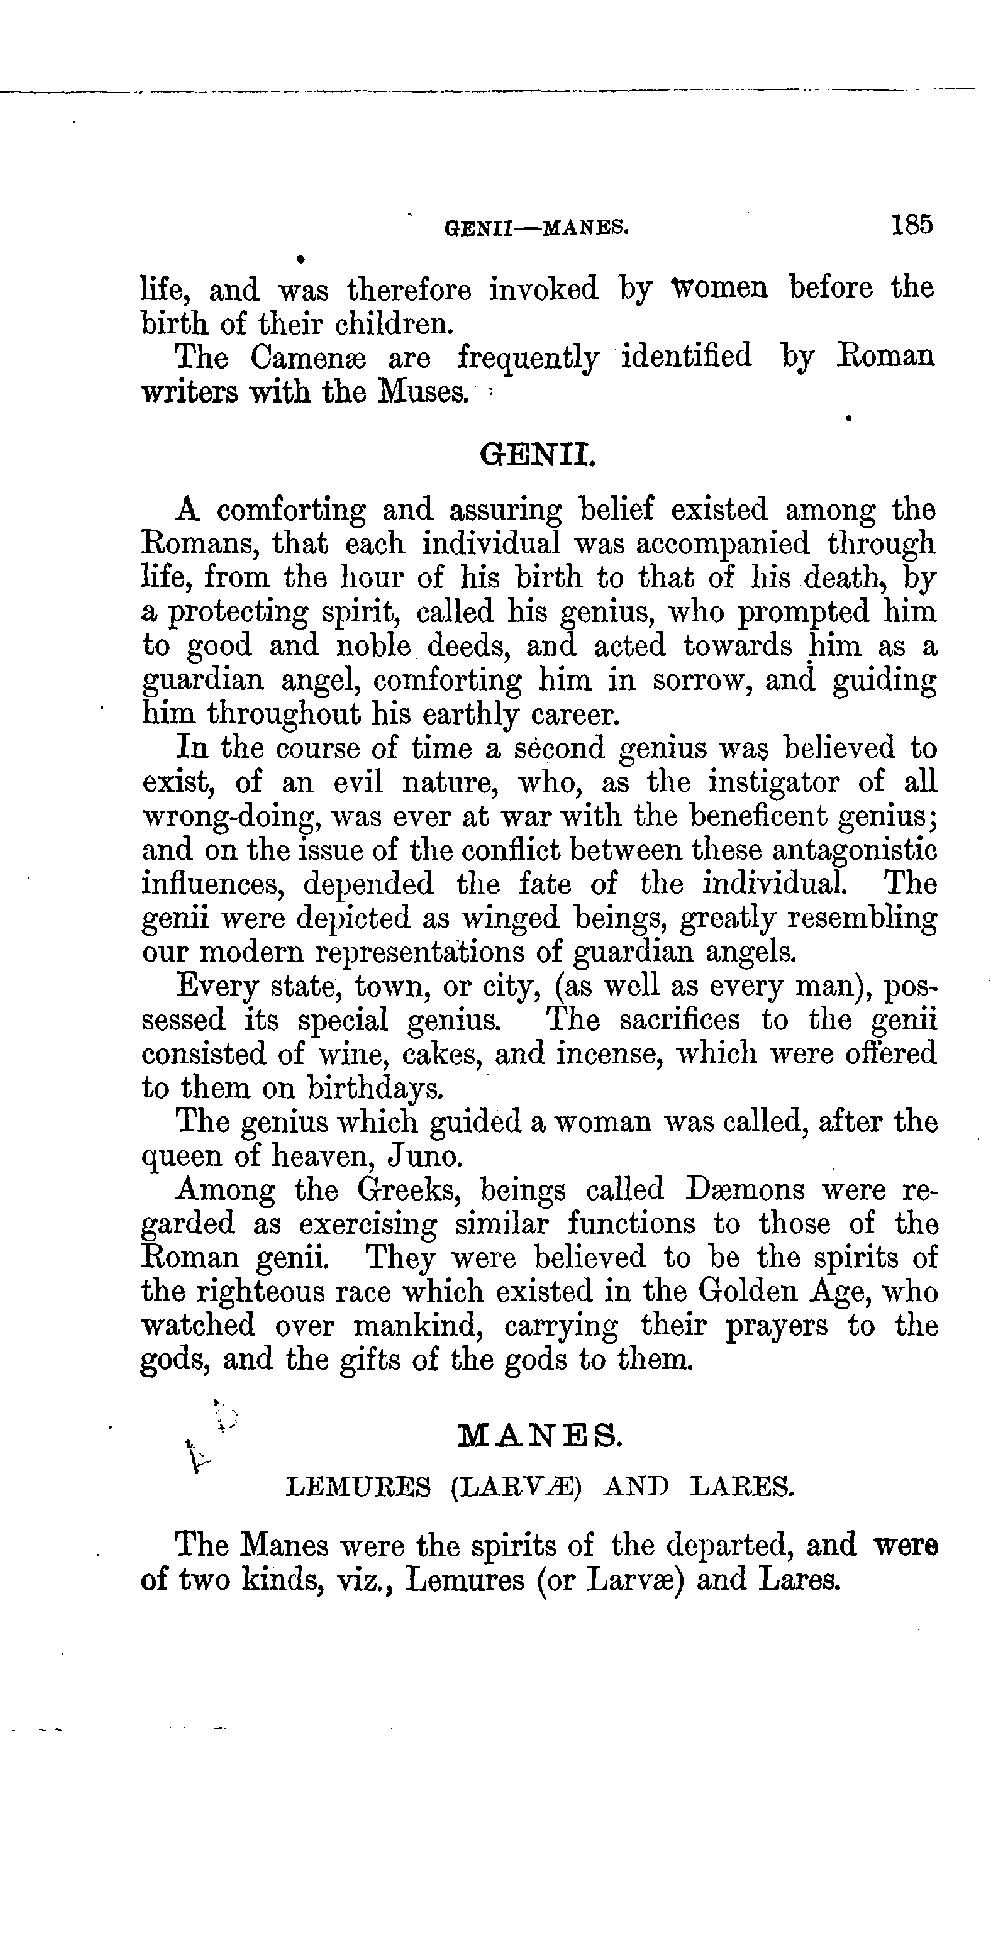 GENII—MANES. 185
life, and was therefore invoked by women before the
birth of their children.
The Camenæ are frequently identified by Roman
writers with the Muses.
GENII.
A comforting and assuring belief existed among the
Romans, that each individual was accompanied through
life, from the hour of his birth to that of his death, by
a protecting spirit, called his genius, who prompted him
to good and noble deeds, and acted towards him as a
guardian angel, comforting him in sorrow, and guiding
him throughout his earthly career.
In the course of time a second genius was believed to
exist, of an evil nature, who, as the instigator of all
wrong-doing, was ever at war with the beneficent genius;
and on the issue of the conflict between these antagonistic
influences, depended the fate of the individual. The
genii were depicted as winged beings, greatly resembling
our modern representations of guardian angels.
Every state, town, or city, (as well as every man), pos-
sessed its special genius. The sacrifices to the genii
consisted of wine, cakes, and incense, which were offered
to them on birthdays.
The genius which guided a woman was called, after the
queen of heaven, Juno.
Among the Greeks, beings called Dæmons were re-
garded as exercising similar functions to those of the
Roman genii. They were believed to be the spirits of
the righteous race which existed in the Golden Age, who
watched over mankind, carrying their prayers to the
gods, and the gifts of the gods to them.
MANES.
LEMURES (LARVÆ) AND LARES.
The Manes were the spirits of the departed, and were
of two kinds, viz., Lemures (or Larvæ) and Lares.